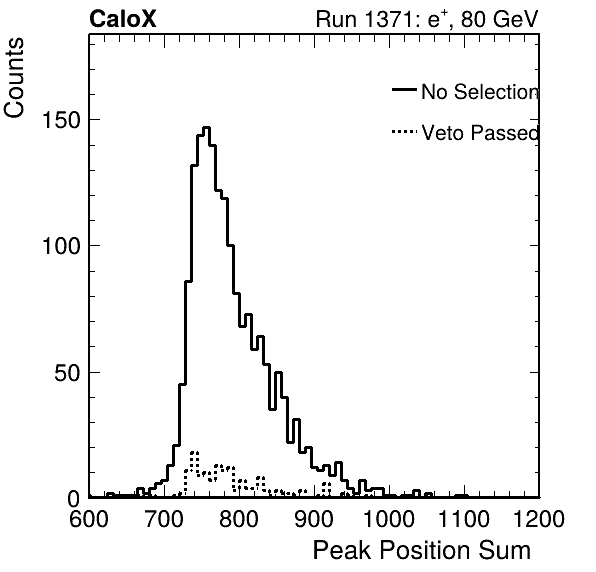 CaloX Run 1371: e+, 80 GeV
Counts
No Selection
Veto Passed
150
100
50
0
600 700 800 900 1000 1100 1200
Peak Position Sum